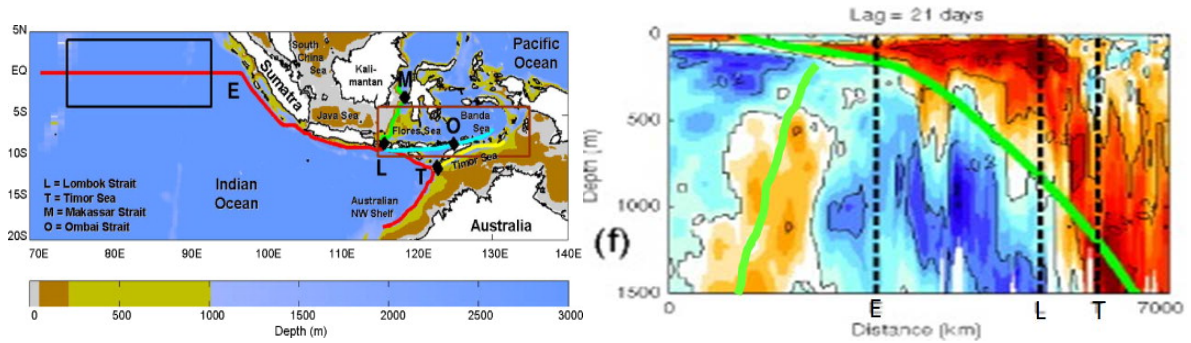 5N
EQ
5S
10S
15S
20S
South
China
Sea
Kali-
mantan
Pacific
Ocean
M
E
Sumatra
Java Sea
Flores Sea
Banda
Sea
O
L
T
Timor Sea
L = Lombok Strait
T = Timor Sea
M = Makassar Strait
O = Ombai Strait
Indian
Ocean
Australian
NW Shelf
Australia
70E 80E 90E 100E 110E 120E 130E 140E
0 500 1000 1500 2000 2500 3000
Depth (m)
Lag = 21 days
0
500
1000
1500
Depth (m)
(f)
0 E L T 7000
Distance (km)